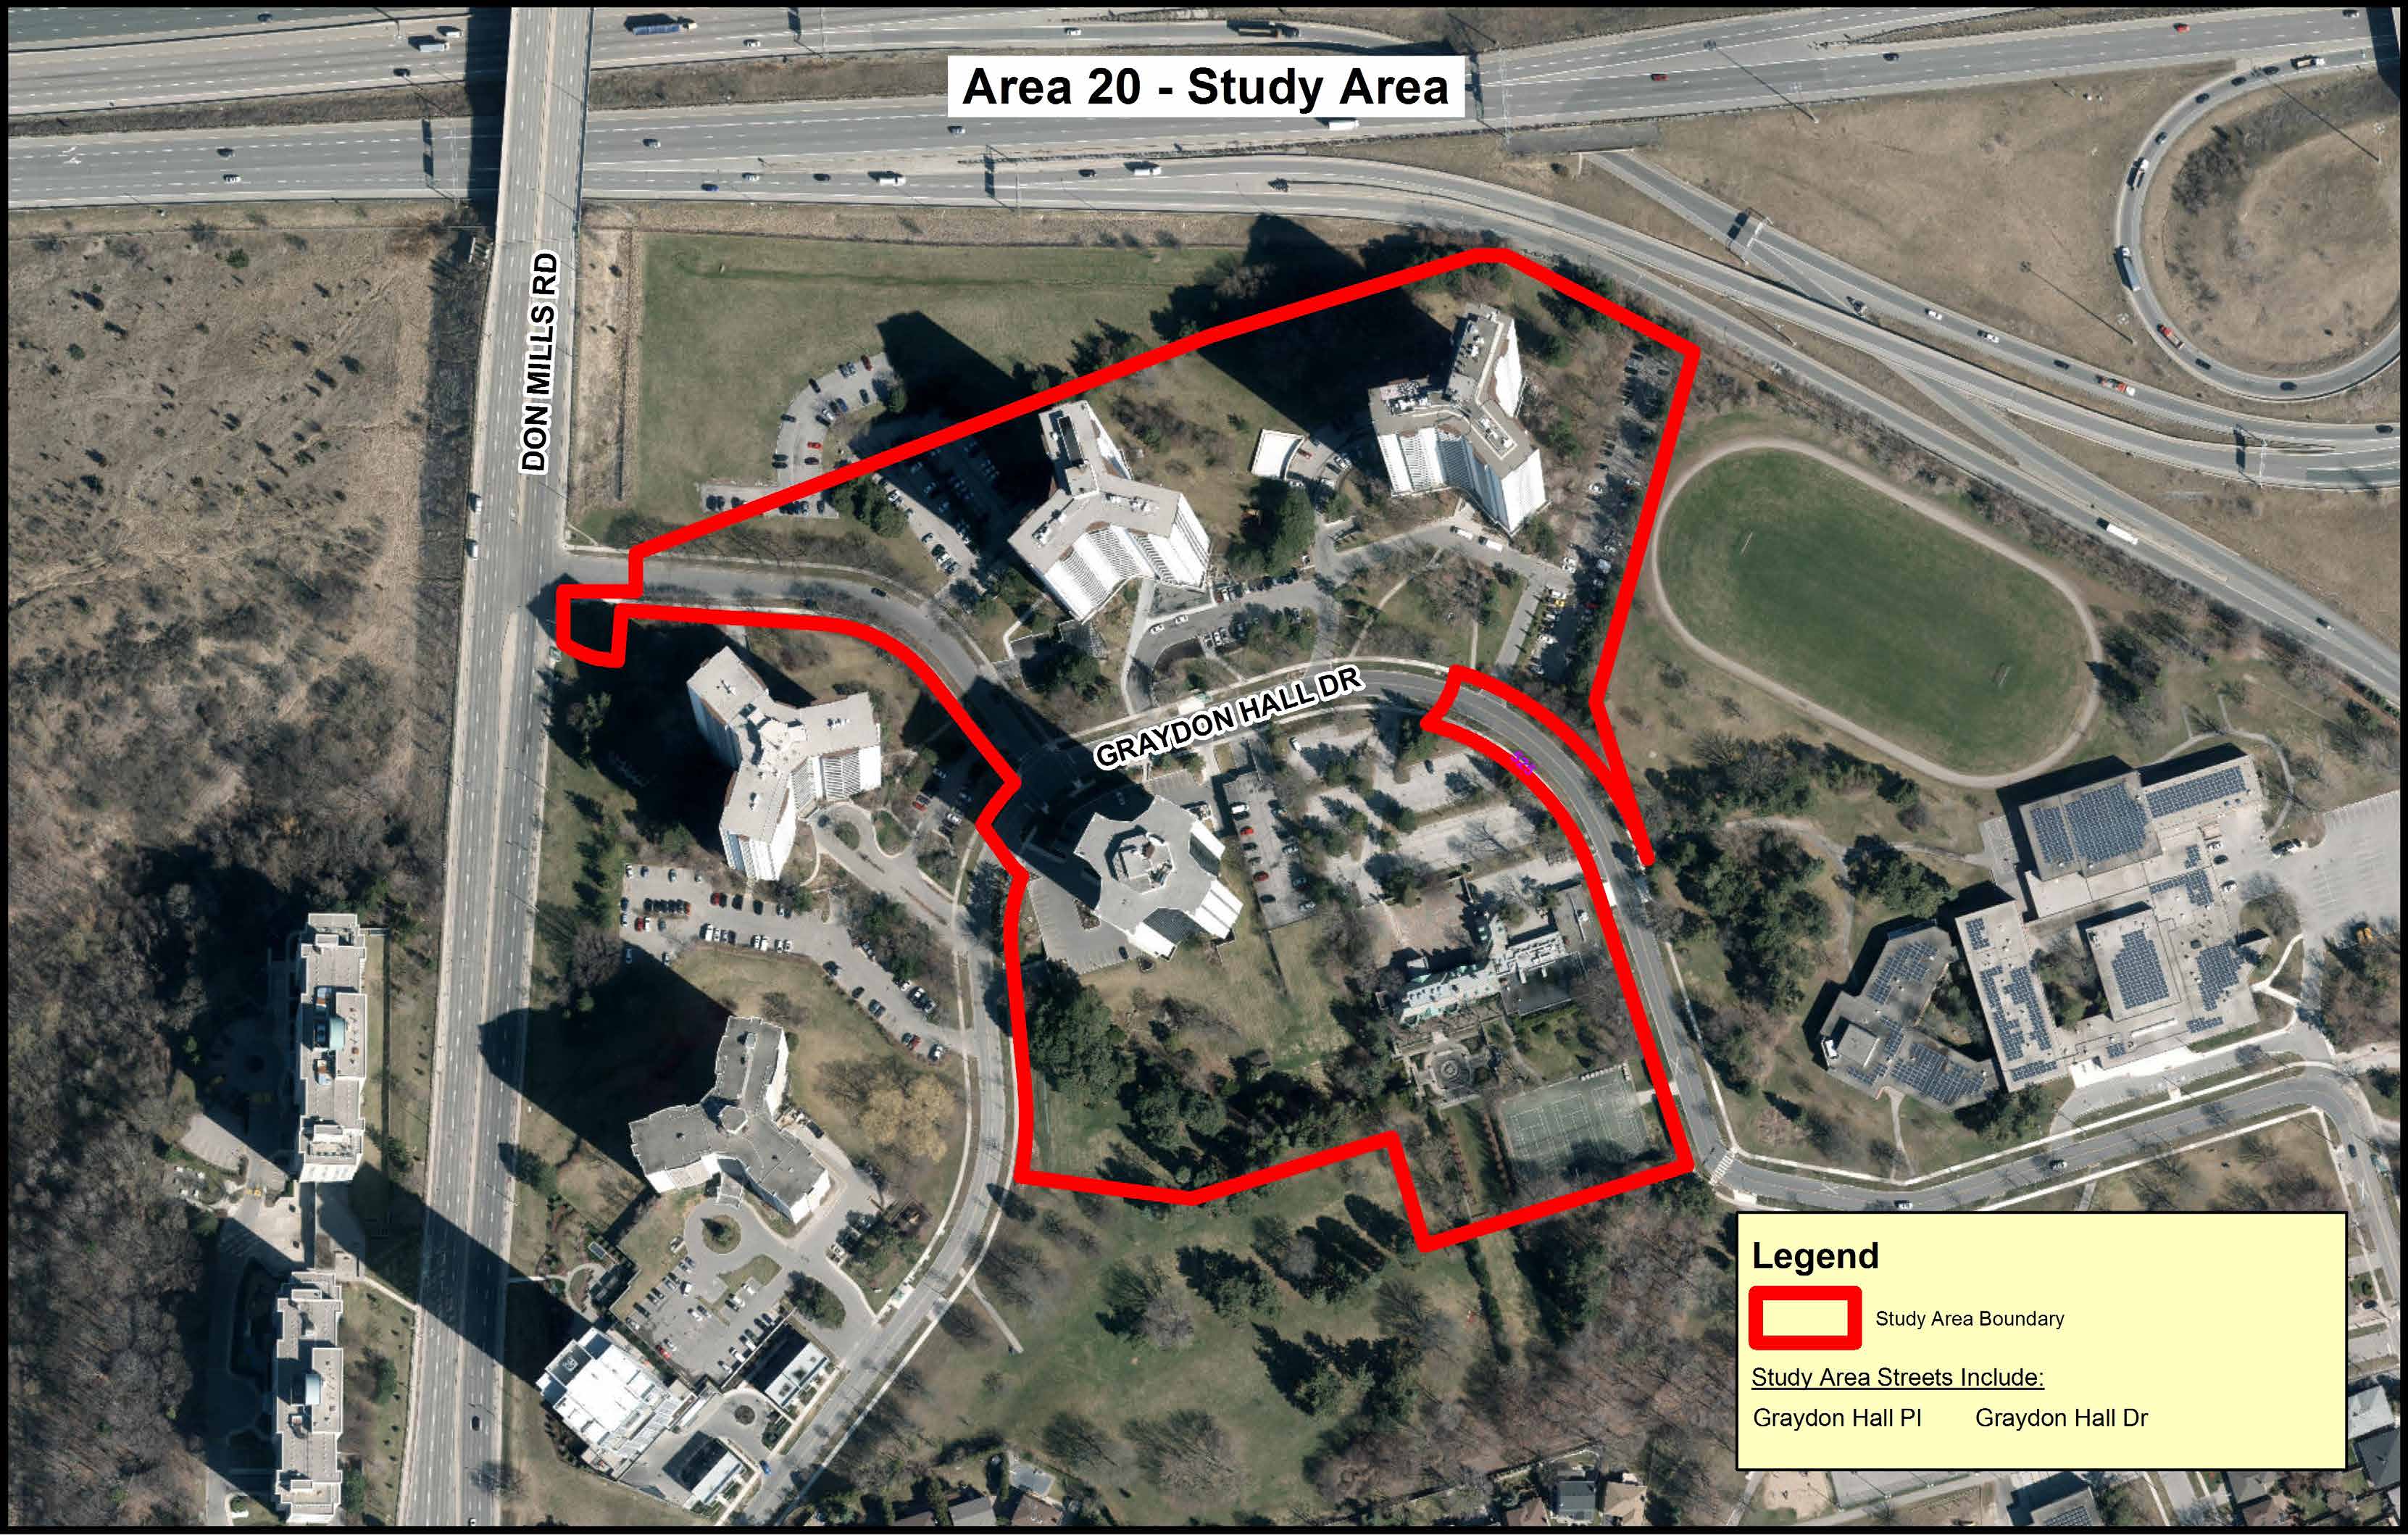 Area 20 - Study Area
DON MILLS RD
GRAYDON HALL DR
Legend
Study Area Boundary
Study Area Streets Include:
Graydon Hall Pl Graydon Hall Dr